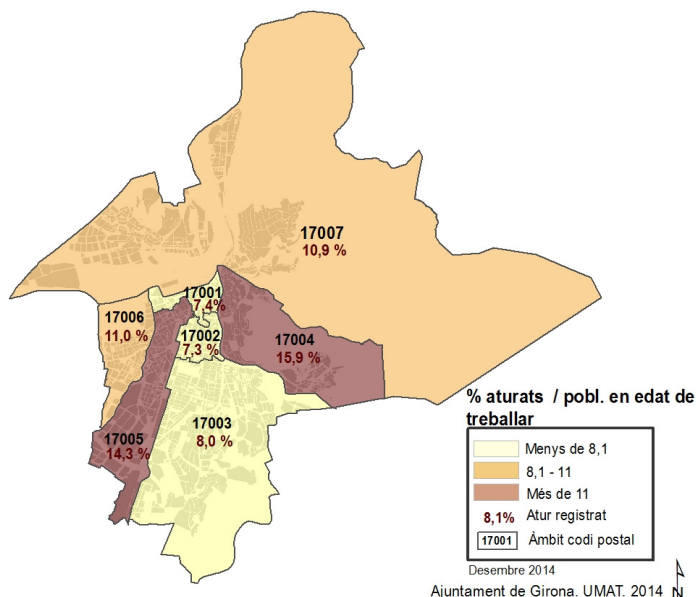 17007
10,9 %
17001
7,4%
17006
11,0 %
17002
7,3 %
17004
15,9 %
17003
8,0 %
17005
14,3 %
% aturats / pobl. en edat de
treballar
Menys de 8,1
8,1 - 11
Més de 11
8,1% Atur registrat
17001 Àmbit codi postal
Desembre 2014
Ajuntament de Girona. UMAT. 2014
N